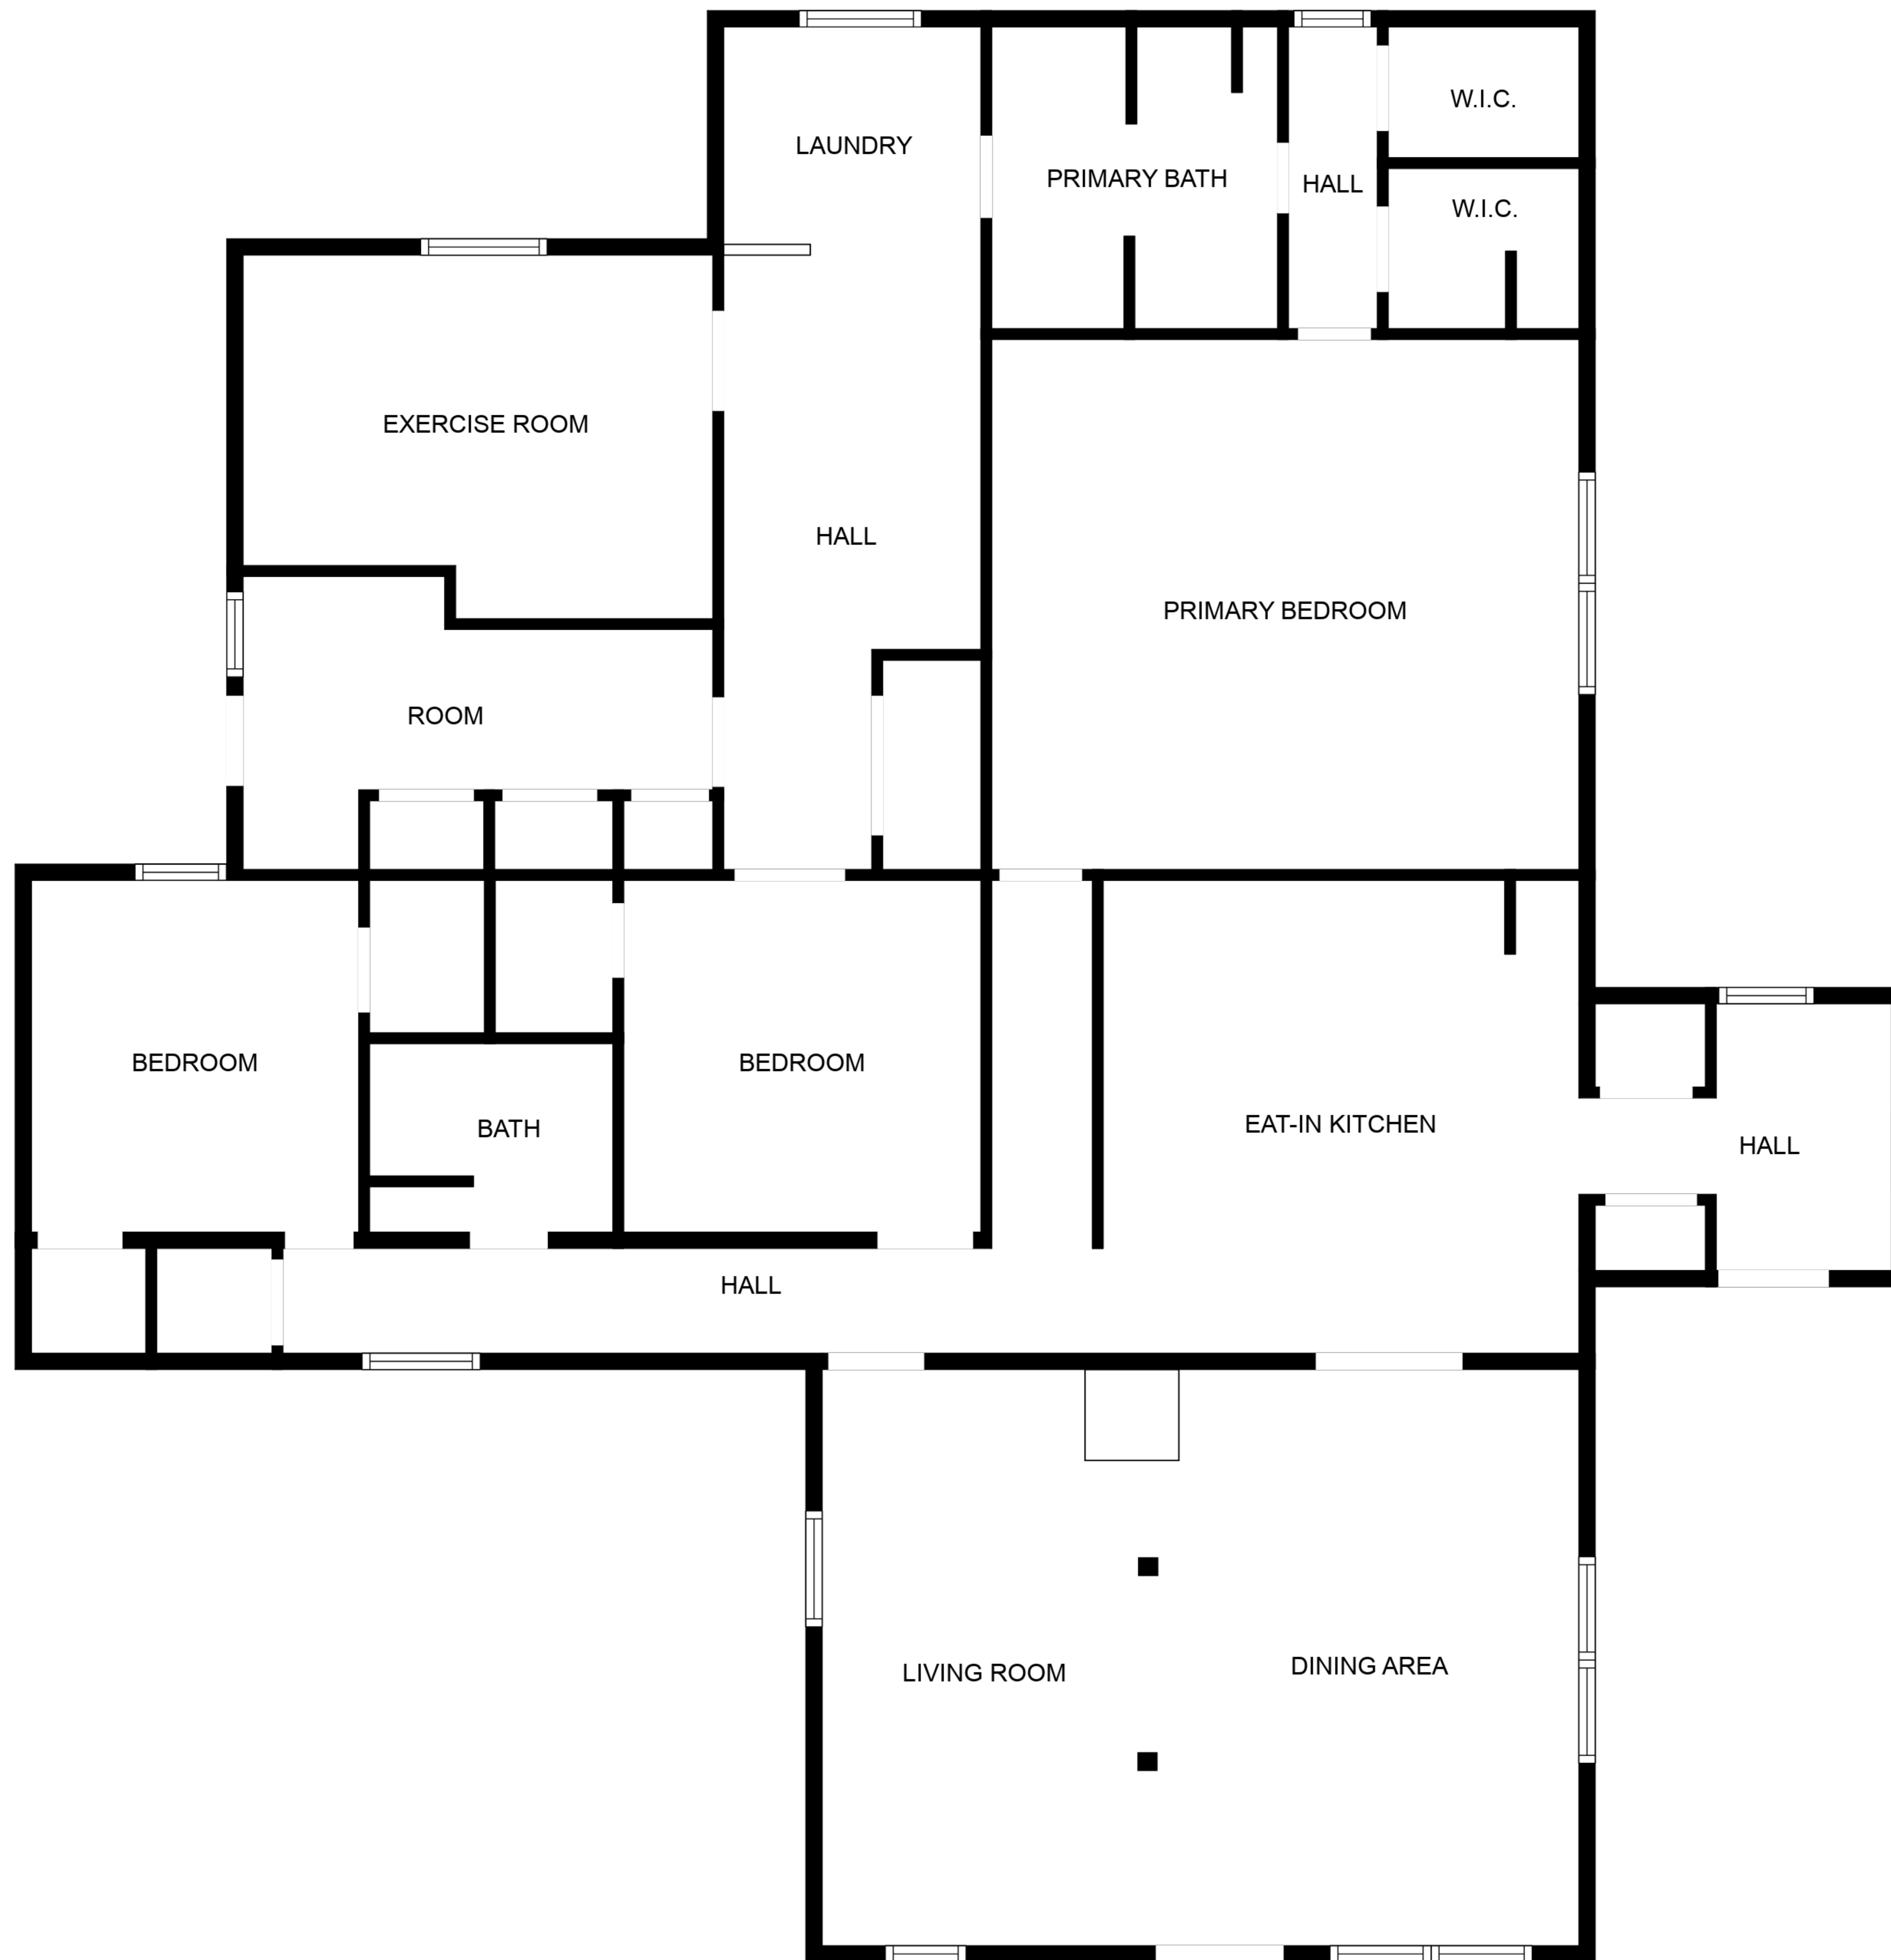 W.I.C.
LAUNDRY
PRIMARY BATH
HALL
W.I.C.
EXERCISE ROOM
HALL
PRIMARY BEDROOM
ROOM
BEDROOM
BEDROOM
BATH
EAT-IN KITCHEN
HALL
HALL
LIVING ROOM
DINING AREA